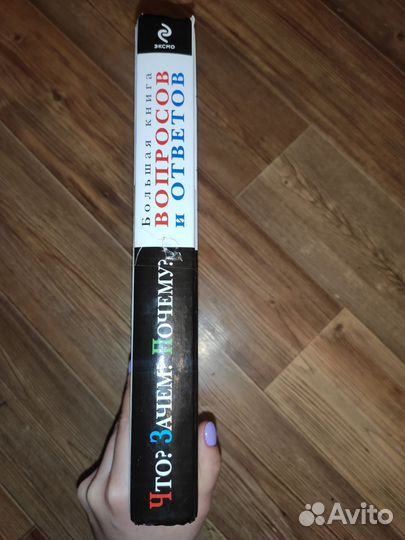 ЭКСМО
Большая книга
ВОПРОСОВ
и ОТВЕТОВ
Что? Зачем? Почему?
Avito